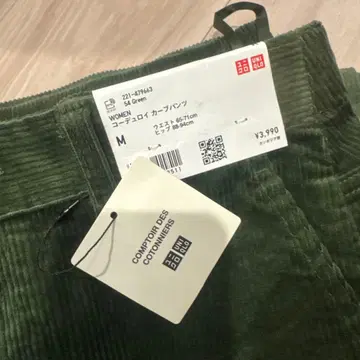 221-479463
54 Green
WOMEN
コーデュロイ カーブパンツ
M
ウエスト 65-71cm
ヒップ 88-94cm
¥3,990
UNI
QLO
COMPTOIR DES
COTONNIERS
UNI
QLO